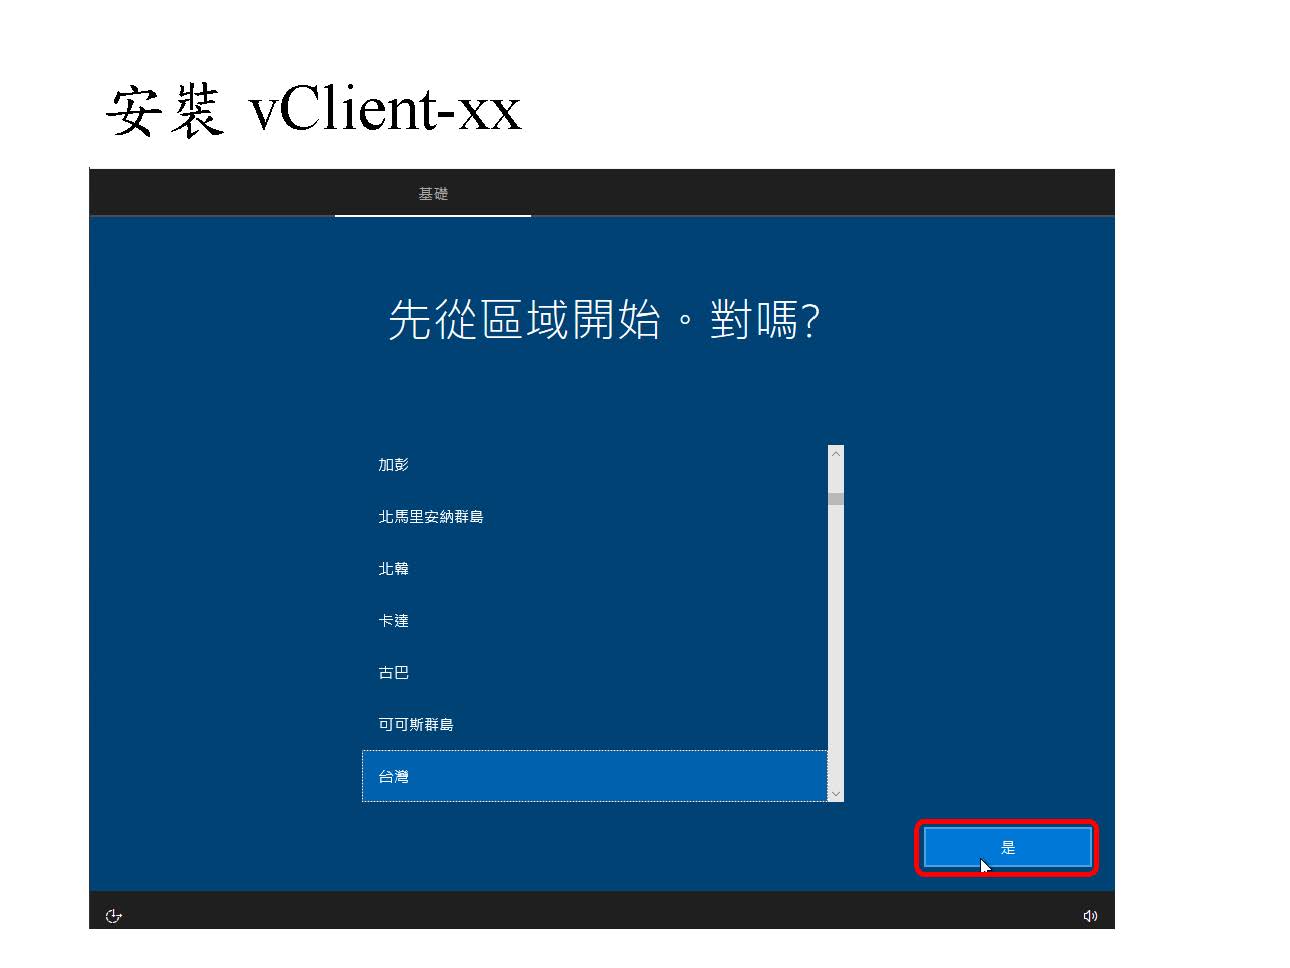 安裝 vClient-xx
基礎
先從區域開始。對嗎?
加彭
北馬里安納群島
北韓
卡達
古巴
可可斯群島
台灣
是